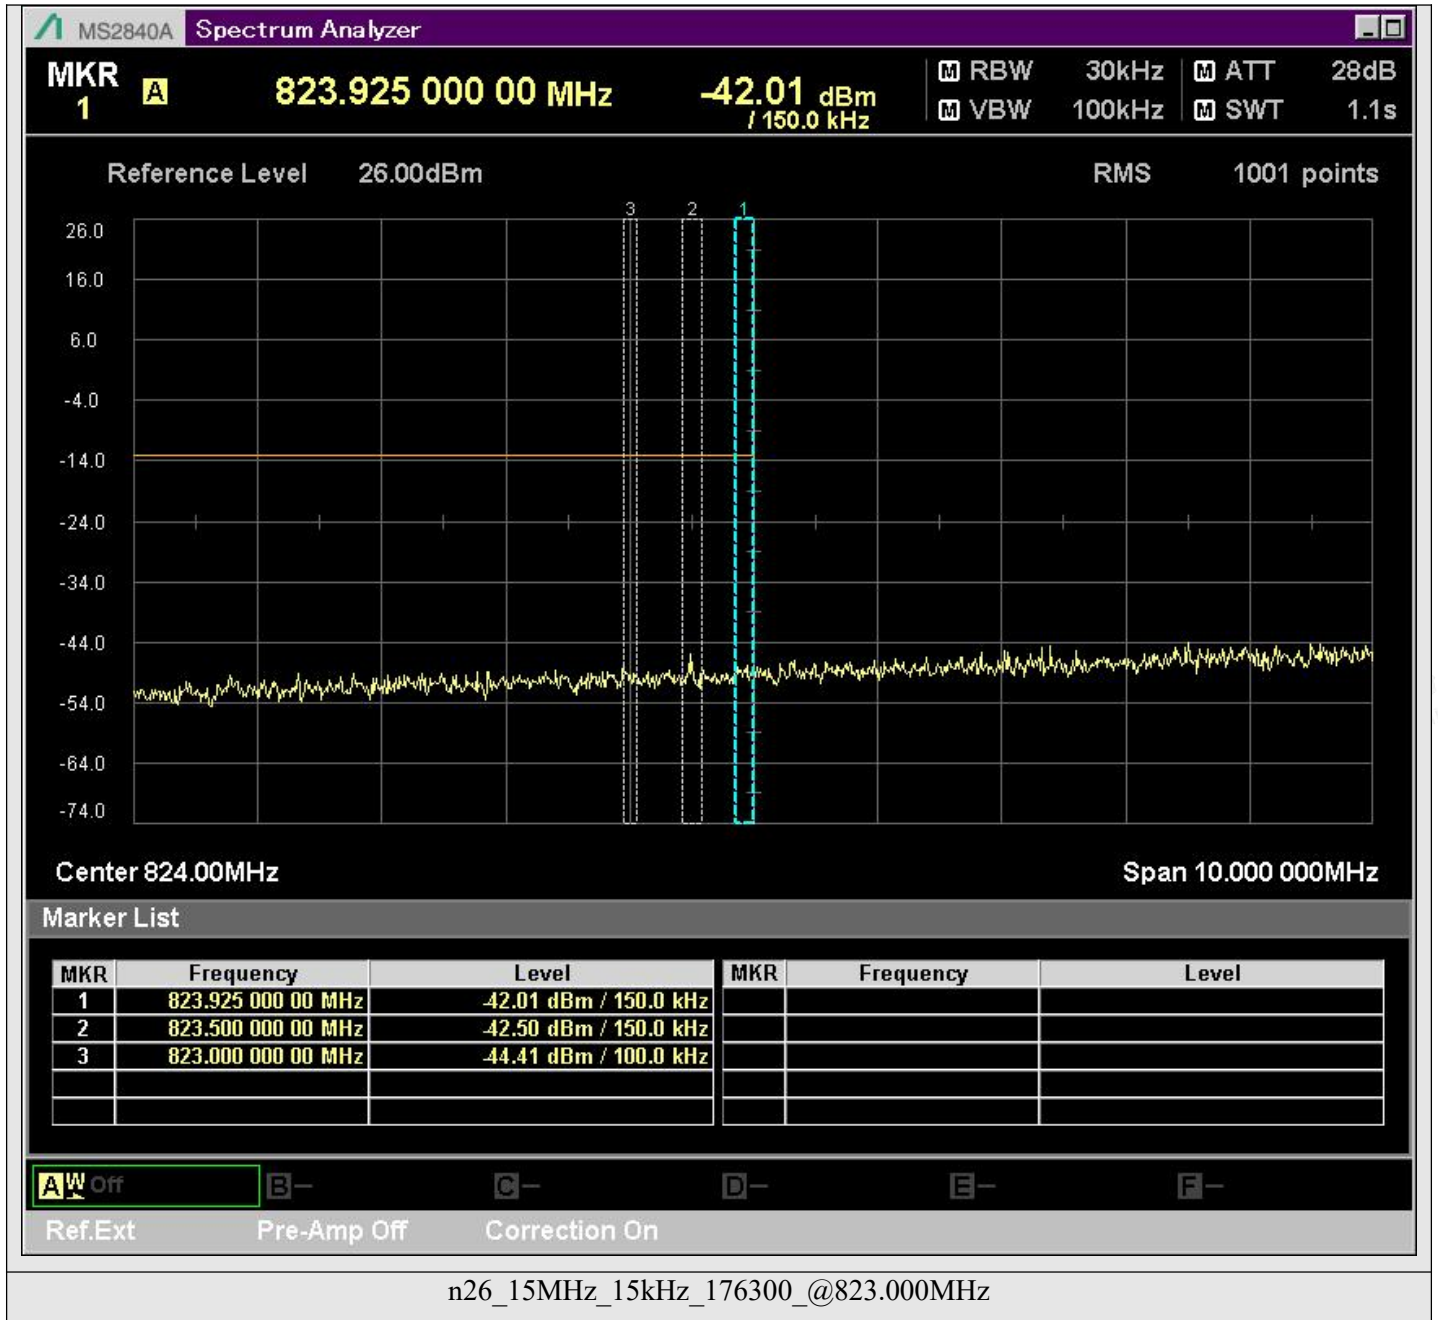 MS2840A Spectrum Analyzer
MKR 1 A 823.925 000 00 MHz -42.01 dBm / 150.0 kHz
M RBW 30kHz M ATT 28dB
M VBW 100kHz M SWT 1.1s
Reference Level 26.00dBm RMS 1001 points
3 2 1
26.0
16.0
6.0
-4.0
-14.0
-24.0
-34.0
-44.0
-54.0
-64.0
-74.0
Center 824.00MHz Span 10.000 000MHz
Marker List
MKR Frequency Level MKR Frequency Level
1 823.925 000 00 MHz -42.01 dBm / 150.0 kHz
2 823.500 000 00 MHz -42.50 dBm / 150.0 kHz
3 823.000 000 00 MHz -44.41 dBm / 100.0 kHz
A W Off B – C – D – E – F –
Ref.Ext Pre-Amp Off Correction On
n26_15MHz_15kHz_176300_@823.000MHz